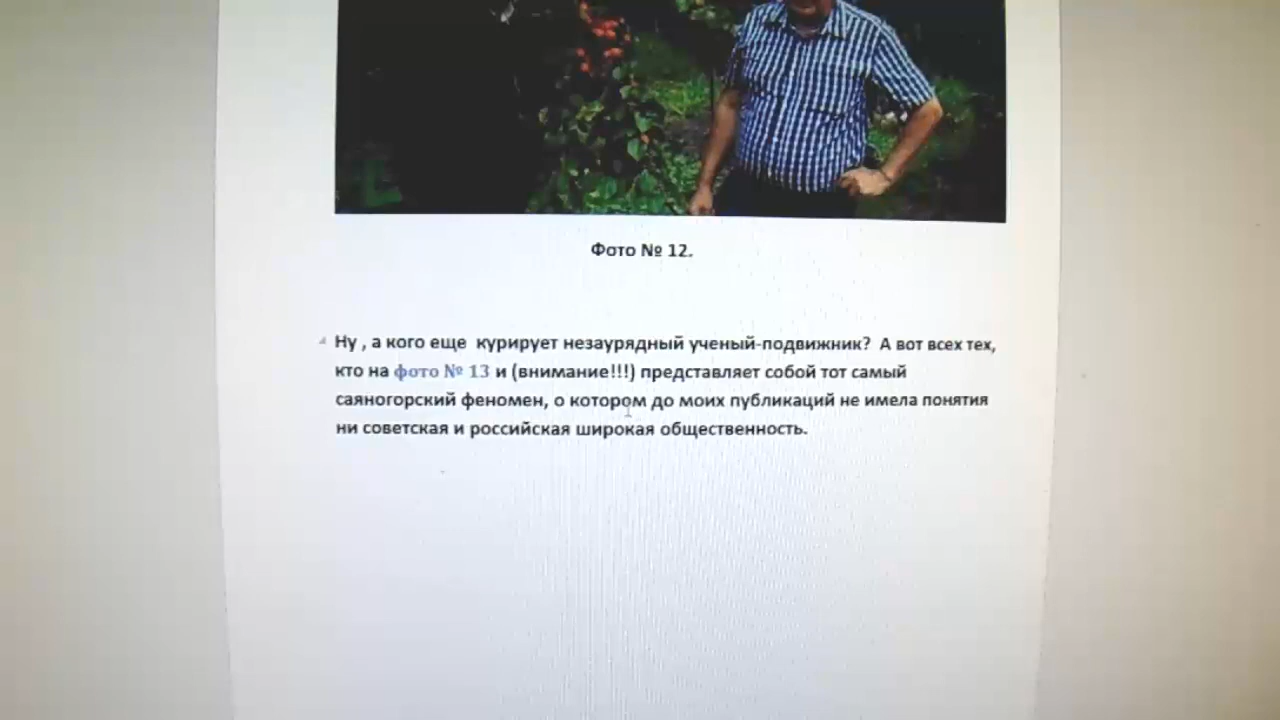 Фото № 12.
Ну , а кого еще курирует незаурядный ученый-подвижник? А вот всех тех,
кто на фото № 13 и (внимание!!!) представляет собой тот самый
саяногорский феномен, о котором до моих публикаций не имела понятия
ни советская и российская широкая общественность.